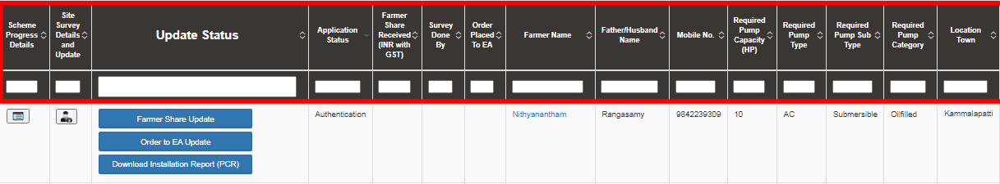 Scheme
Progress
Details
Site
Survey
Details
and
Update
Update Status
Application
Status
Farmer
Share
Received
(INR with
GST)
Survey
Done
By
Order
Placed
To EA
Farmer Name
Father/Husband
Name
Mobile No.
Required
Pump
Capacity
(HP)
Required
Pump
Type
Required
Pump Sub
Type
Required
Pump
Category
Location
Town
Farmer Share Update
Order to EA Update
Download Installation Report (PCR)
Authentication
Nithyanantham
Rangasamy
9842239309
10
AC
Submersible
Oilfilled
Kammalapatti